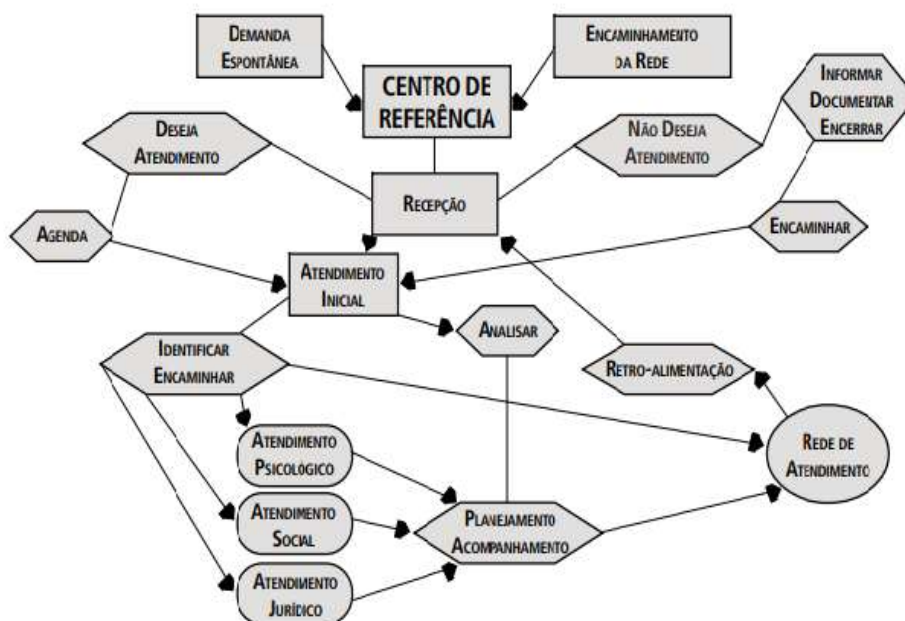 DEMANDA
ESPONTÂNEA
ENCAMINHAMENTO
DA REDE
CENTRO DE
REFERÊNCIA
INFORMAR
DOCUMENTAR
ENCERRAR
DESEJA
ATENDIMENTO
NÃO DESEJA
ATENDIMENTO
RECEPÇÃO
AGENDA
ENCAMINHAR
ATENDIMENTO
INICIAL
ANALISAR
IDENTIFICAR
ENCAMINHAR
RETRO-ALIMENTAÇÃO
ATENDIMENTO
PSICOLÓGICO
REDE DE
ATENDIMENTO
ATENDIMENTO
SOCIAL
PLANEJAMENTO
ACOMPANHAMENTO
ATENDIMENTO
JURÍDICO